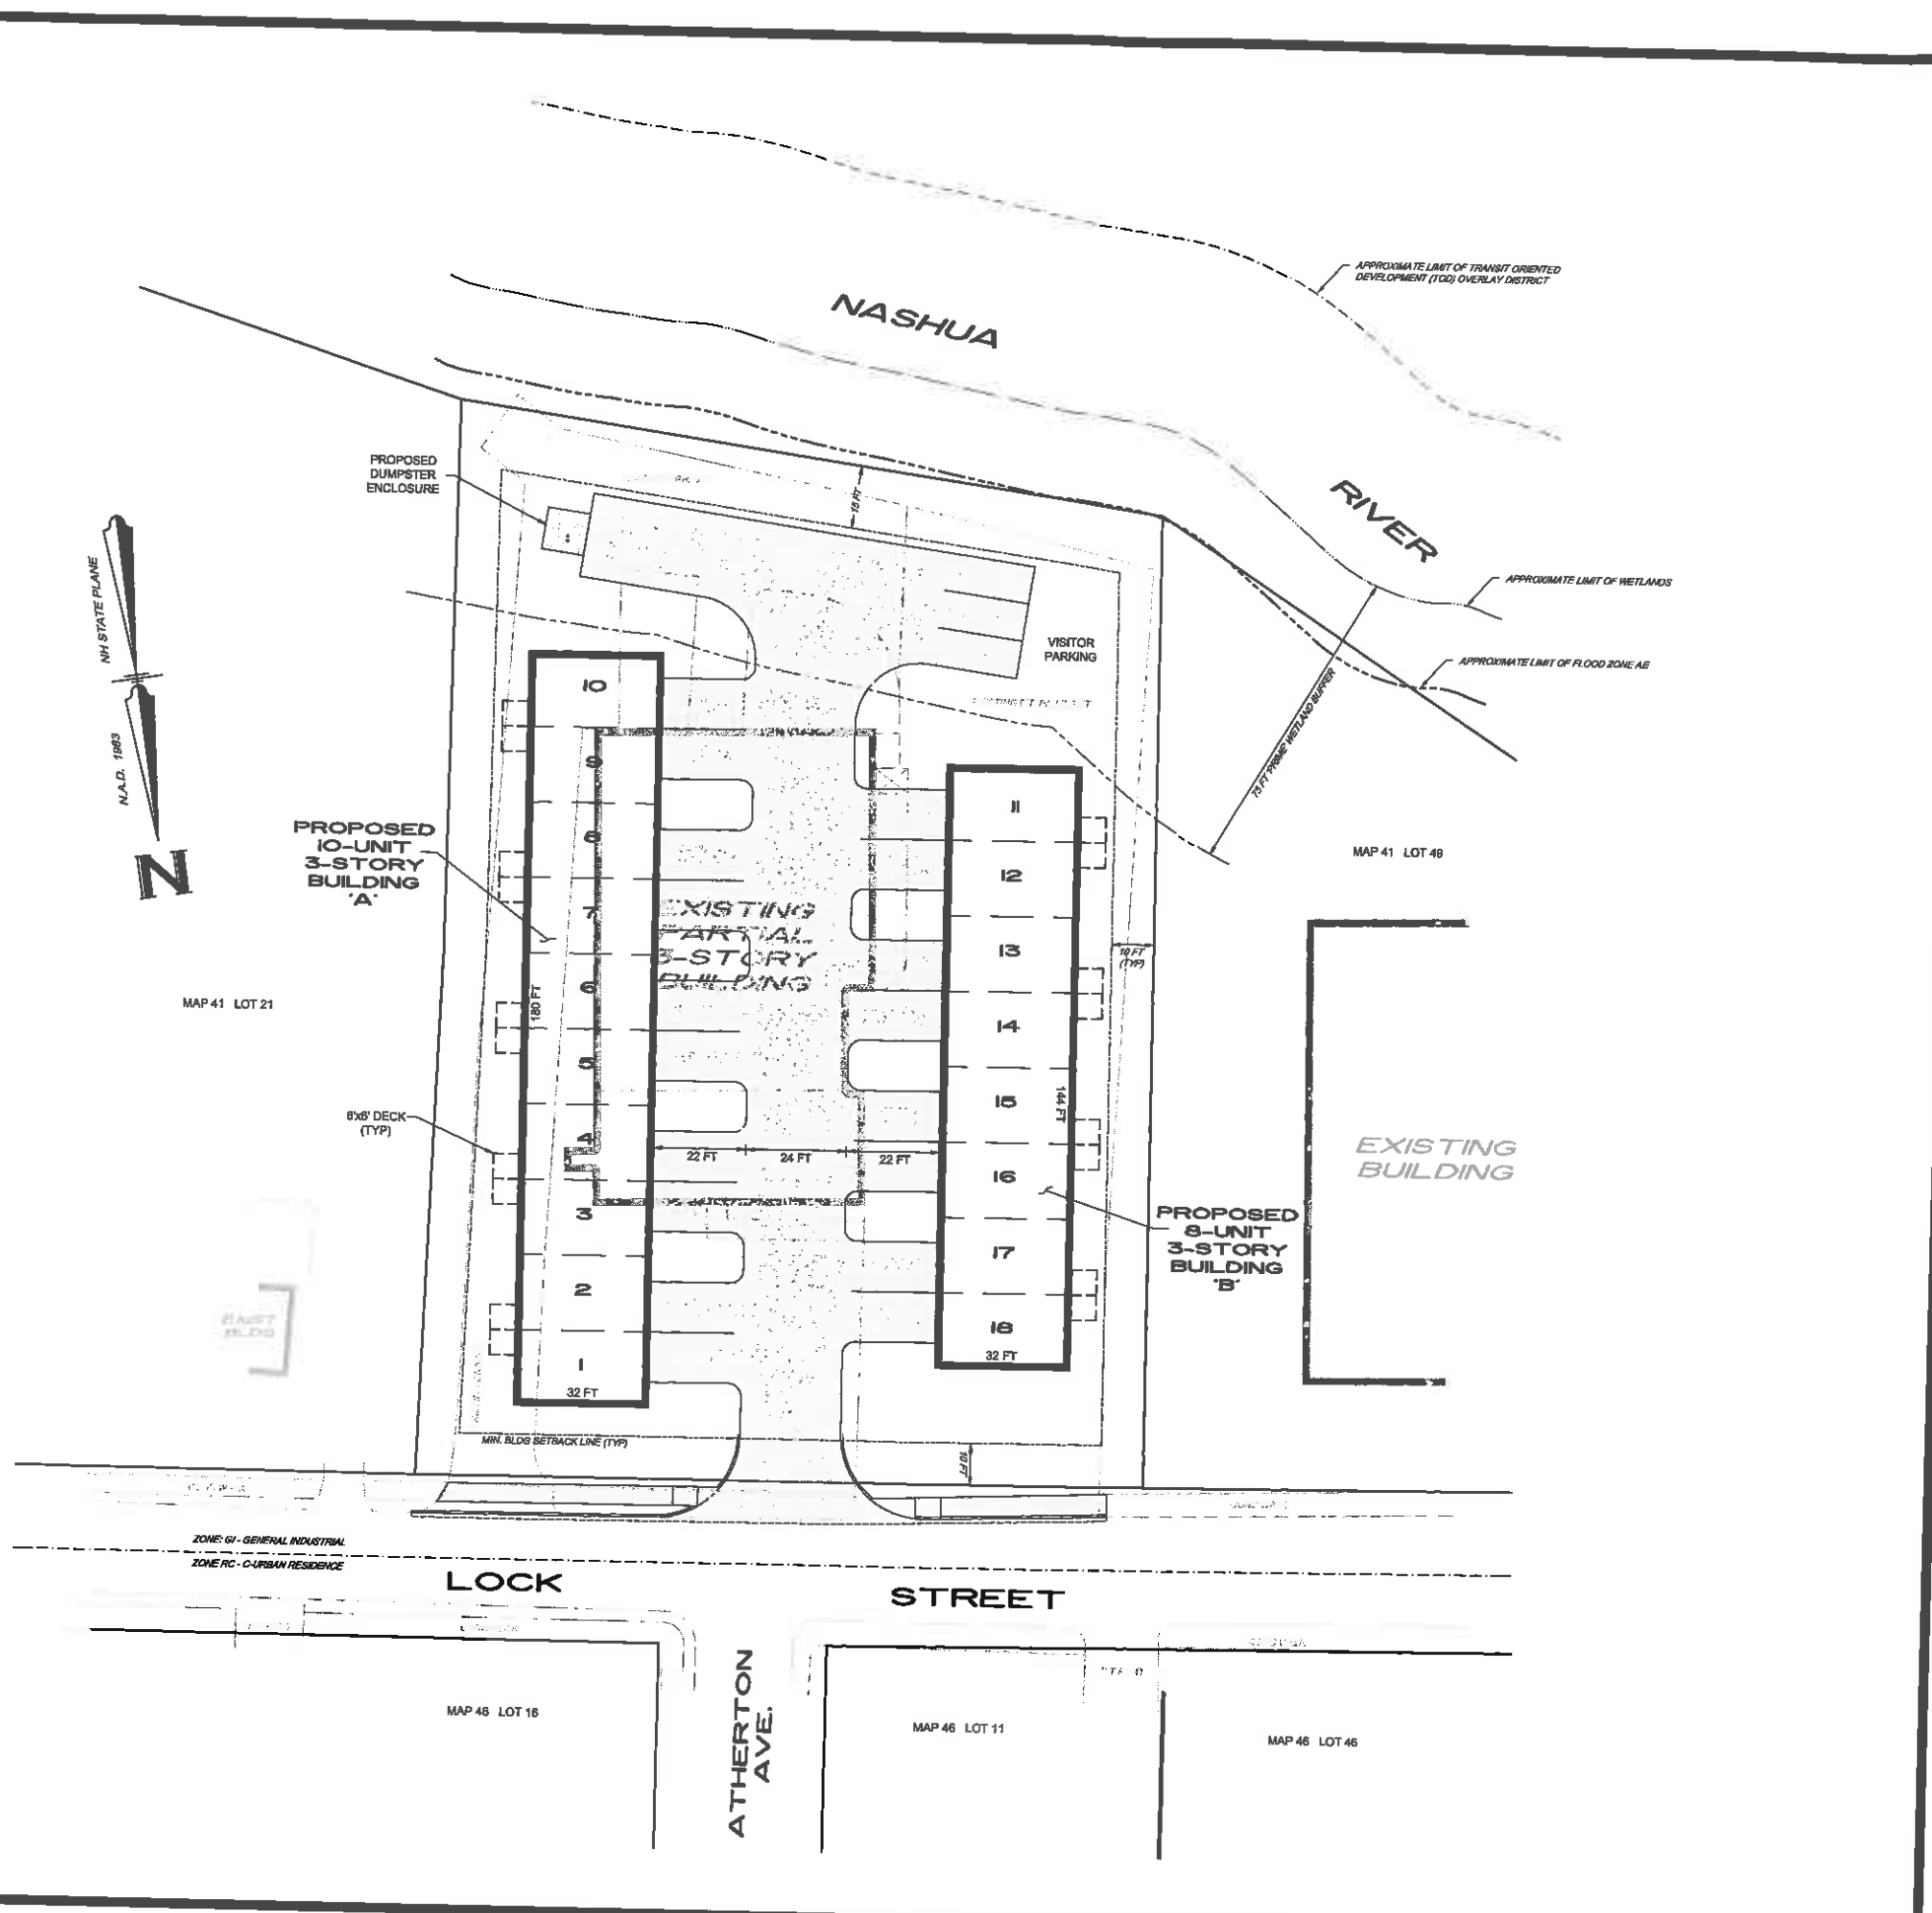 APPROXIMATE LIMIT OF TRANSIT ORIENTED
DEVELOPMENT (TOD) OVERLAY DISTRICT
NASHUA
RIVER
PROPOSED
DUMPSTER
ENCLOSURE
15 FT
NH STATE PLANE
N.A.D. 1983
N
APPROXIMATE LIMIT OF WETLANDS
VISITOR
PARKING
APPROXIMATE LIMIT OF FLOOD ZONE AE
75 FT PRIME WETLAND BUFFER
10
9
8
7
6
5
4
3
2
1
32 FT
180 FT
PROPOSED
10-UNIT
3-STORY
BUILDING
'A'
EXISTING
PARTIAL
3-STORY
BUILDING
11
12
13
14
15
16
17
18
32 FT
144 FT
10 FT
(TYP)
MAP 41 LOT 48
MAP 41 LOT 21
6'x6' DECK
(TYP)
22 FT
24 FT
22 FT
EXISTING
BUILDING
PROPOSED
8-UNIT
3-STORY
BUILDING
'B'
EXIST
BLDG
MIN. BLDG SETBACK LINE (TYP)
10 FT
ZONE: GI - GENERAL INDUSTRIAL
ZONE RC - C-URBAN RESIDENCE
LOCK STREET
ATHERTON
AVE.
MAP 46 LOT 16
MAP 46 LOT 11
MAP 46 LOT 46